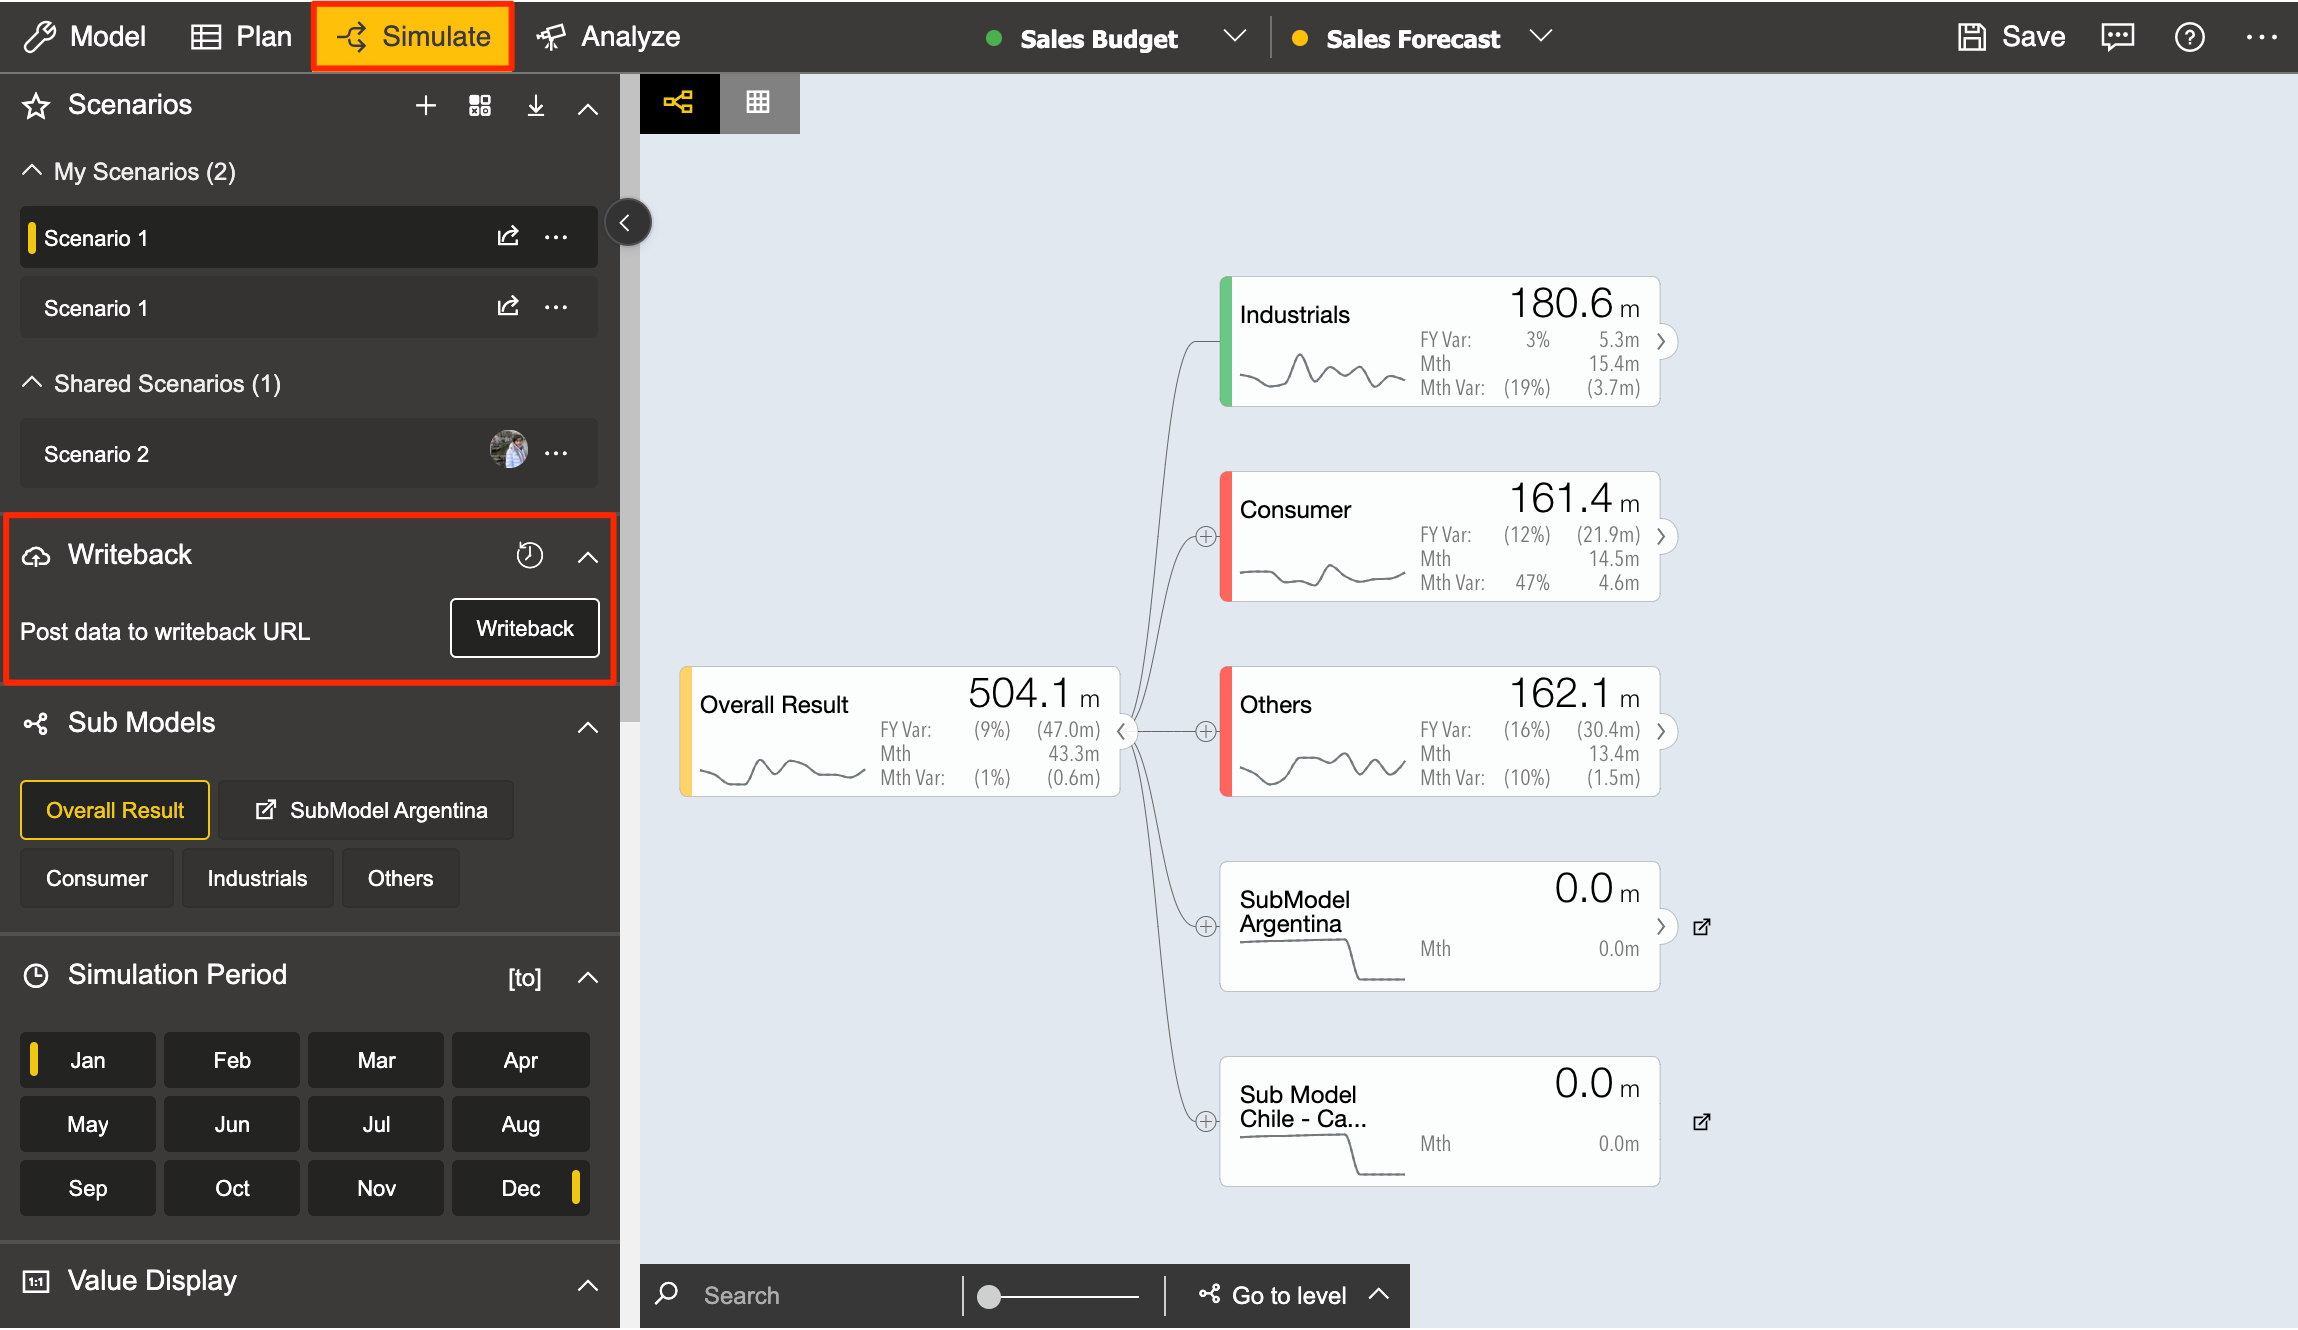 Model Plan Simulate Analyze Sales Budget Sales Forecast Save
Scenarios
My Scenarios (2)
Scenario 1
Scenario 1
Shared Scenarios (1)
Scenario 2
Writeback
Post data to writeback URL Writeback
Sub Models
Overall Result SubModel Argentina
Consumer Industrials Others
Simulation Period [to]
Jan Feb Mar Apr
May Jun Jul Aug
Sep Oct Nov Dec
1:1 Value Display
Overall Result 504.1 m
FY Var: (9%) (47.0m)
Mth 43.3m
Mth Var: (1%) (0.6m)
Industrials 180.6 m
FY Var: 3% 5.3m
Mth 15.4m
Mth Var: (19%) (3.7m)
Consumer 161.4 m
FY Var: (12%) (21.9m)
Mth 14.5m
Mth Var: 47% 4.6m
Others 162.1 m
FY Var: (16%) (30.4m)
Mth 13.4m
Mth Var: (10%) (1.5m)
SubModel
Argentina
0.0 m
Mth 0.0m
Sub Model
Chile - Ca...
0.0 m
Mth 0.0m
Search Go to level